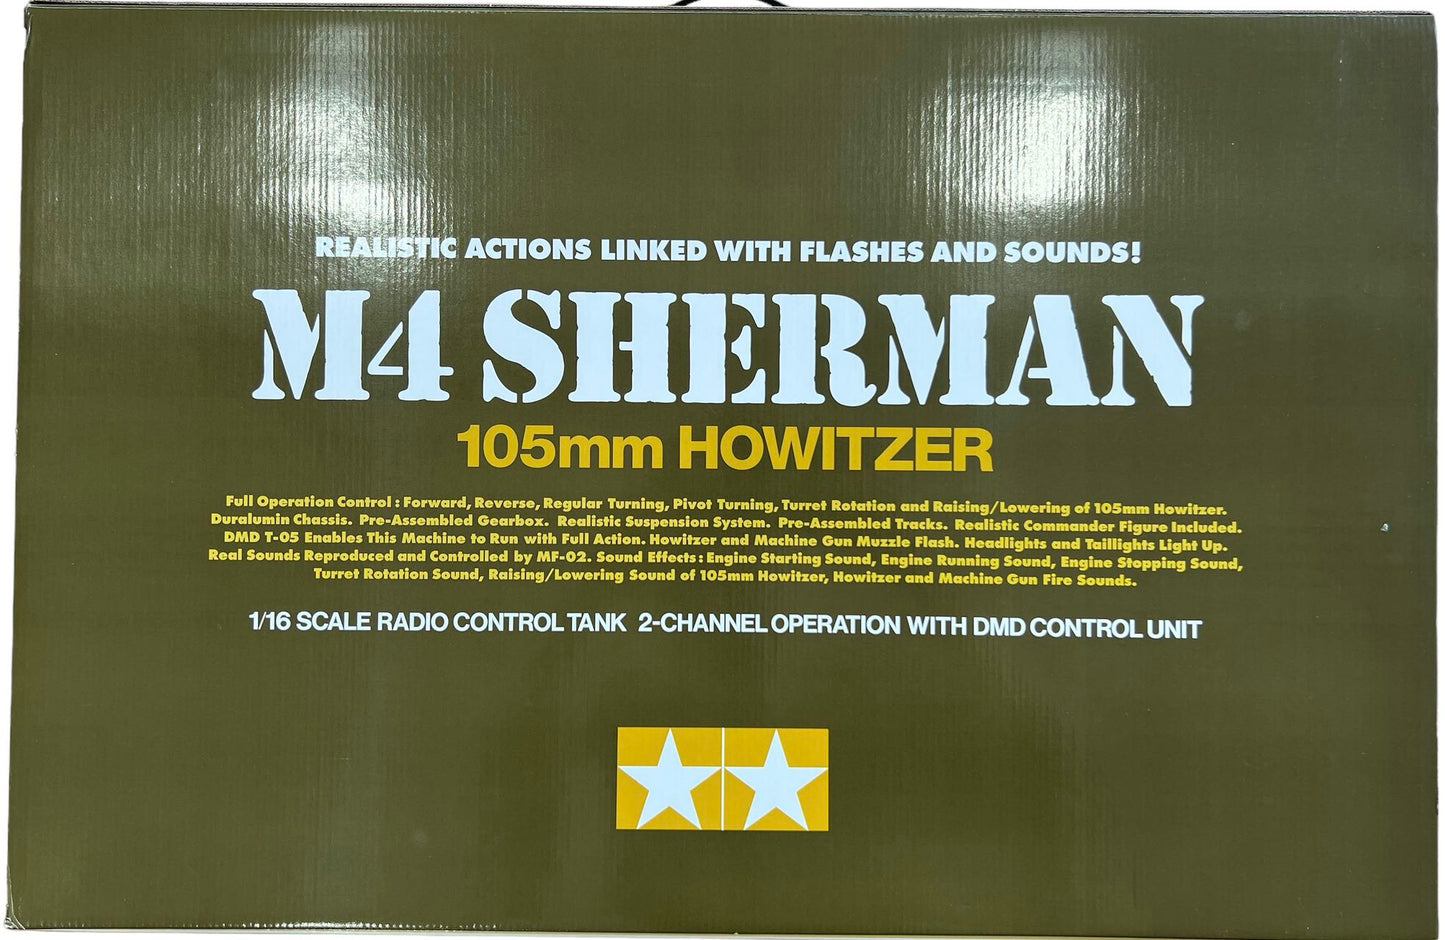 REALISTIC ACTIONS LINKED WITH FLASHES AND SOUNDS!
M4 SHERMAN
105mm HOWITZER
Full Operation Control : Forward, Reverse, Regular Turning, Pivot Turning, Turret Rotation and Raising/Lowering of 105mm Howitzer.
Duralumin Chassis. Pre-Assembled Gearbox. Realistic Suspension System. Pre-Assembled Tracks. Realistic Commander Figure Included.
DMD T-05 Enables This Machine to Run with Full Action. Howitzer and Machine Gun Muzzle Flash. Headlights and Taillights Light Up.
Real Sounds Reproduced and Controlled by MF-02. Sound Effects : Engine Starting Sound, Engine Running Sound, Engine Stopping Sound,
Turret Rotation Sound, Raising/Lowering Sound of 105mm Howitzer, Howitzer and Machine Gun Fire Sounds.
1/16 SCALE RADIO CONTROL TANK 2-CHANNEL OPERATION WITH DMD CONTROL UNIT